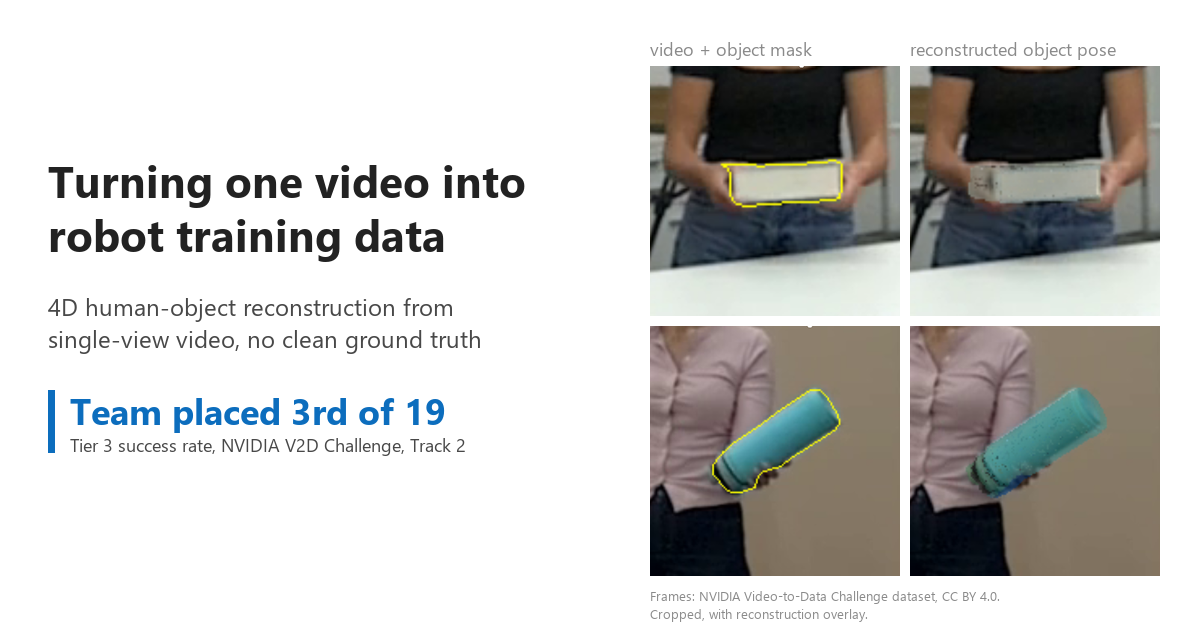 Turning one video into
robot training data
4D human-object reconstruction from
single-view video, no clean ground truth
Team placed 3rd of 19
Tier 3 success rate, NVIDIA V2D Challenge, Track 2
video + object mask
reconstructed object pose
Frames: NVIDIA Video-to-Data Challenge dataset, CC BY 4.0.
Cropped, with reconstruction overlay.